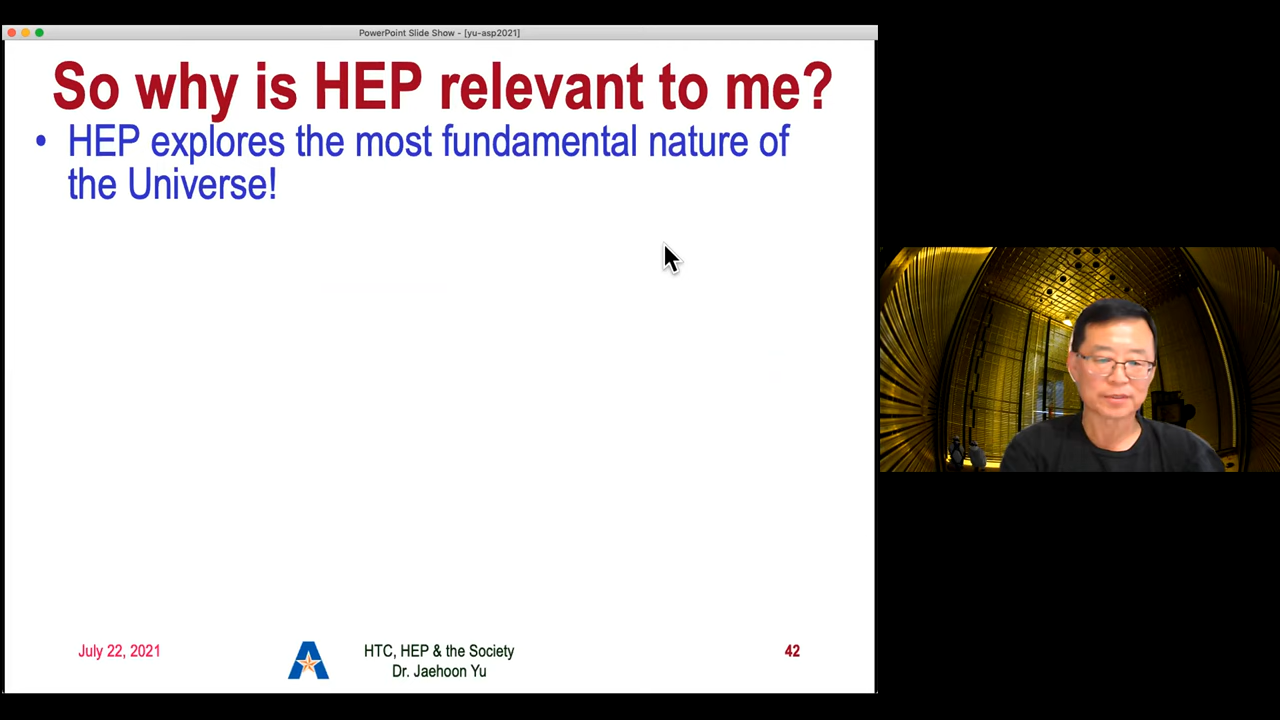 PowerPoint Slide Show - [yu-asp2021]
So why is HEP relevant to me?
• HEP explores the most fundamental nature of
the Universe!
July 22, 2021
HTC, HEP & the Society
Dr. Jaehoon Yu
42